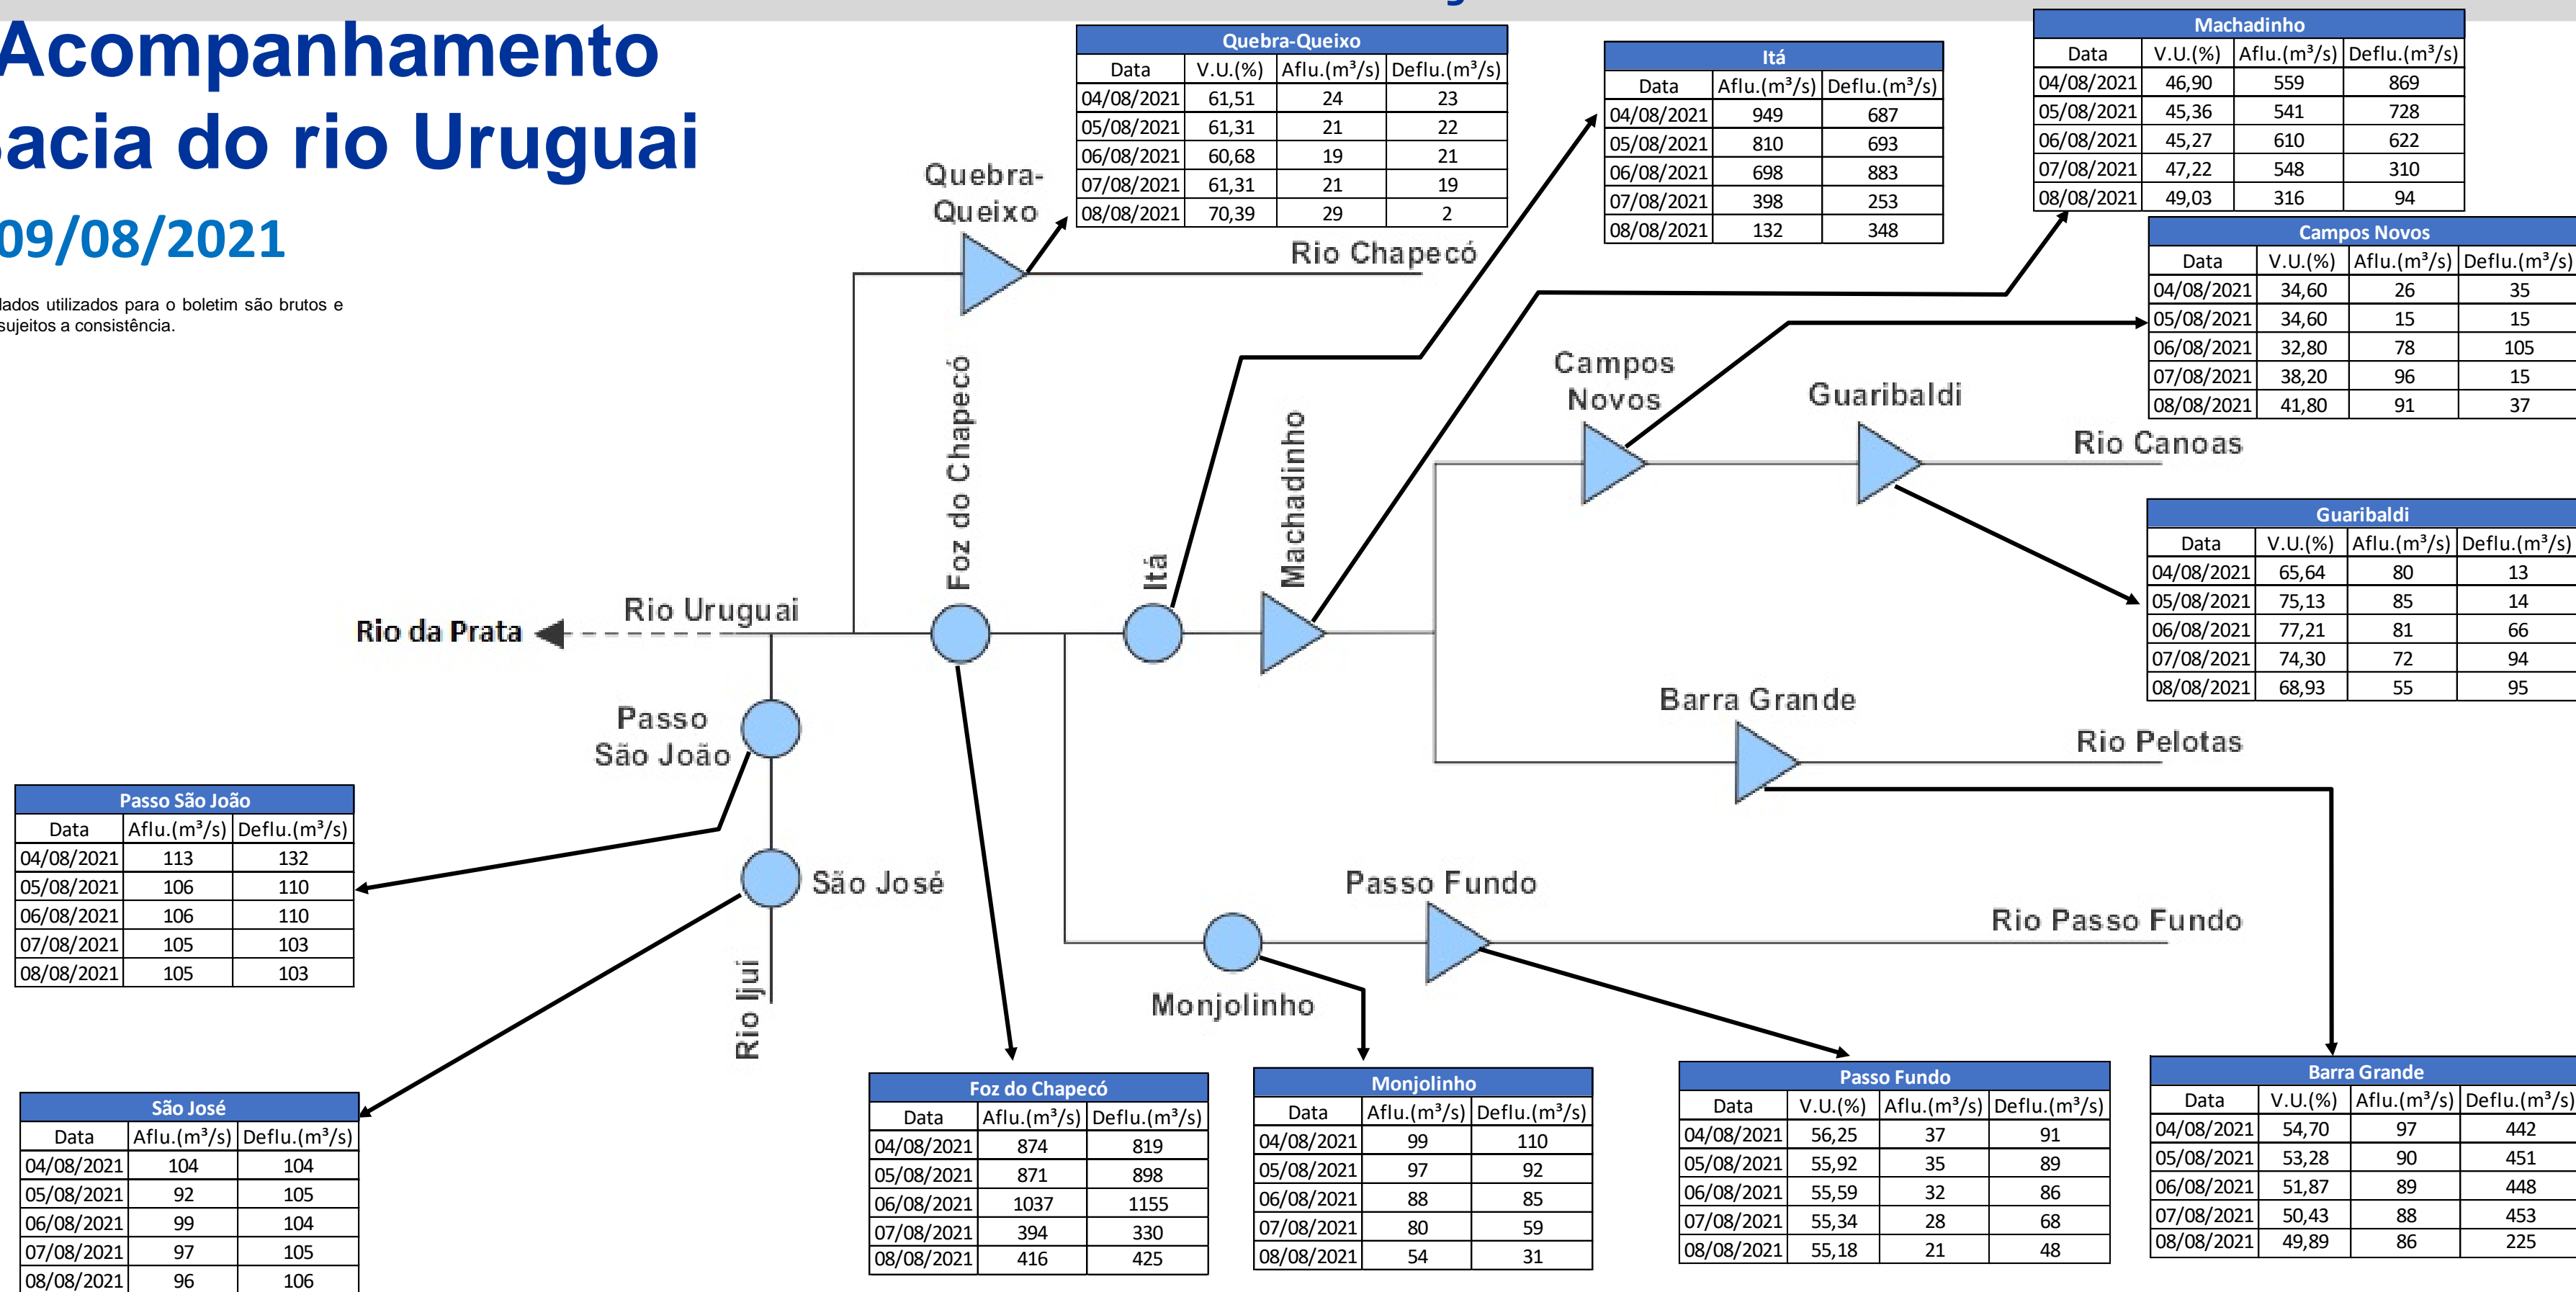 Acompanhamento
acia do rio Uruguai
09/08/2021
dados utilizados para o boletim são brutos e
sujeitos a consistência.
Quebra-Queixo
Data V.U.(%) Aflu.(m³/s) Deflu.(m³/s)
04/08/2021 61,51 24 23
05/08/2021 61,31 21 22
06/08/2021 60,68 19 21
07/08/2021 61,31 21 19
08/08/2021 70,39 29 2
Itá
Data Aflu.(m³/s) Deflu.(m³/s)
04/08/2021 949 687
05/08/2021 810 693
06/08/2021 698 883
07/08/2021 398 253
08/08/2021 132 348
Machadinho
Data V.U.(%) Aflu.(m³/s) Deflu.(m³/s)
04/08/2021 46,90 559 869
05/08/2021 45,36 541 728
06/08/2021 45,27 610 622
07/08/2021 47,22 548 310
08/08/2021 49,03 316 94
Campos Novos
Data V.U.(%) Aflu.(m³/s) Deflu.(m³/s)
04/08/2021 34,60 26 35
05/08/2021 34,60 15 15
06/08/2021 32,80 78 105
07/08/2021 38,20 96 15
08/08/2021 41,80 91 37
Guaribaldi
Data V.U.(%) Aflu.(m³/s) Deflu.(m³/s)
04/08/2021 65,64 80 13
05/08/2021 75,13 85 14
06/08/2021 77,21 81 66
07/08/2021 74,30 72 94
08/08/2021 68,93 55 95
Quebra-
Queixo
Rio Chapecó
Foz do Chapecó
Itá
Machadinho
Campos
Novos
Guaribaldi
Rio Canoas
Rio da Prata
Rio Uruguai
Passo
São João
São José
Rio Ijui
Barra Grande
Rio Pelotas
Passo Fundo
Rio Passo Fundo
Monjolinho
Passo São João
Data Aflu.(m³/s) Deflu.(m³/s)
04/08/2021 113 132
05/08/2021 106 110
06/08/2021 106 110
07/08/2021 105 103
08/08/2021 105 103
São José
Data Aflu.(m³/s) Deflu.(m³/s)
04/08/2021 104 104
05/08/2021 92 105
06/08/2021 99 104
07/08/2021 97 105
08/08/2021 96 106
Foz do Chapecó
Data Aflu.(m³/s) Deflu.(m³/s)
04/08/2021 874 819
05/08/2021 871 898
06/08/2021 1037 1155
07/08/2021 394 330
08/08/2021 416 425
Monjolinho
Data Aflu.(m³/s) Deflu.(m³/s)
04/08/2021 99 110
05/08/2021 97 92
06/08/2021 88 85
07/08/2021 80 59
08/08/2021 54 31
Passo Fundo
Data V.U.(%) Aflu.(m³/s) Deflu.(m³/s)
04/08/2021 56,25 37 91
05/08/2021 55,92 35 89
06/08/2021 55,59 32 86
07/08/2021 55,34 28 68
08/08/2021 55,18 21 48
Barra Grande
Data V.U.(%) Aflu.(m³/s) Deflu.(m³/s)
04/08/2021 54,70 97 442
05/08/2021 53,28 90 451
06/08/2021 51,87 89 448
07/08/2021 50,43 88 453
08/08/2021 49,89 86 225